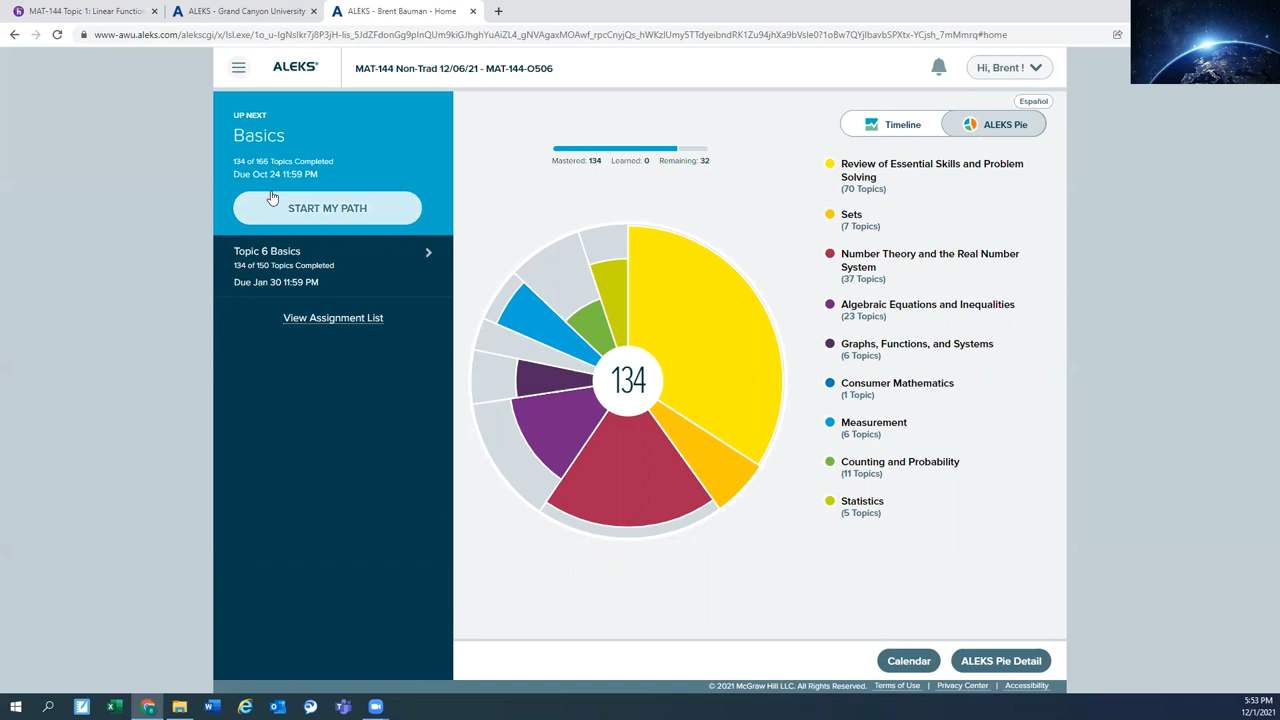 MAT-144 Topic 1: Linear Function
ALEKS - Grand Canyon University
ALEKS - Brent Bauman - Home
ALEKS
MAT-144 Non-Trad 12/06/21 - MAT-144-O506
Hi, Brent !
Español
UP NEXT
Basics
134 of 166 Topics Completed
Due Oct 24 11:59 PM
START MY PATH
Topic 6 Basics
134 of 150 Topics Completed
Due Jan 30 11:59 PM
View Assignment List
Timeline
ALEKS Pie
Mastered: 134 Learned: 0 Remaining: 32
134
Review of Essential Skills and Problem
Solving
(70 Topics)
Sets
(7 Topics)
Number Theory and the Real Number
System
(37 Topics)
Algebraic Equations and Inequalities
(23 Topics)
Graphs, Functions, and Systems
(6 Topics)
Consumer Mathematics
(1 Topic)
Measurement
(6 Topics)
Counting and Probability
(11 Topics)
Statistics
(5 Topics)
Calendar
ALEKS Pie Detail
© 2021 McGraw Hill LLC. All Rights Reserved. Terms of Use | Privacy Center | Accessibility
5:53 PM
12/1/2021